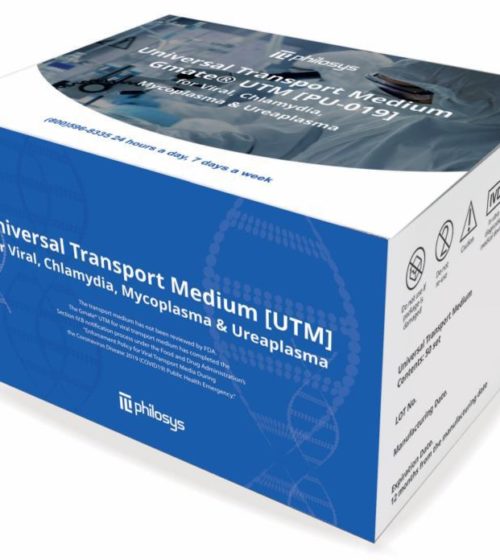 philosys
Universal Transport Medium
Gmate® UTM [PU-019]
for Viral, Chlamydia,
Mycoplasma & Ureaplasma
(800)596-8335 24 hours a day, 7 days a week
niversal Transport Medium [UTM]
r Viral, Chlamydia, Mycoplasma & Ureaplasma
The transport medium has not been reviewed by FDA.
The Gmate® UTM for viral transport medium has completed the
Section IV.B notification process under the Food and Drug Administration's
"Enforcement Policy for Viral Transport Media During
the Coronavirus Disease 2019 (COVID19) Public Health Emergency."
philosys
Do not use if
package is
damaged
Do not
re-use
Caution
IVD
Universal Transport Medium
Contents: 50 set
LOT No.
Manufacturing Date.
Expiration Date.
12 months from the manufacturing date